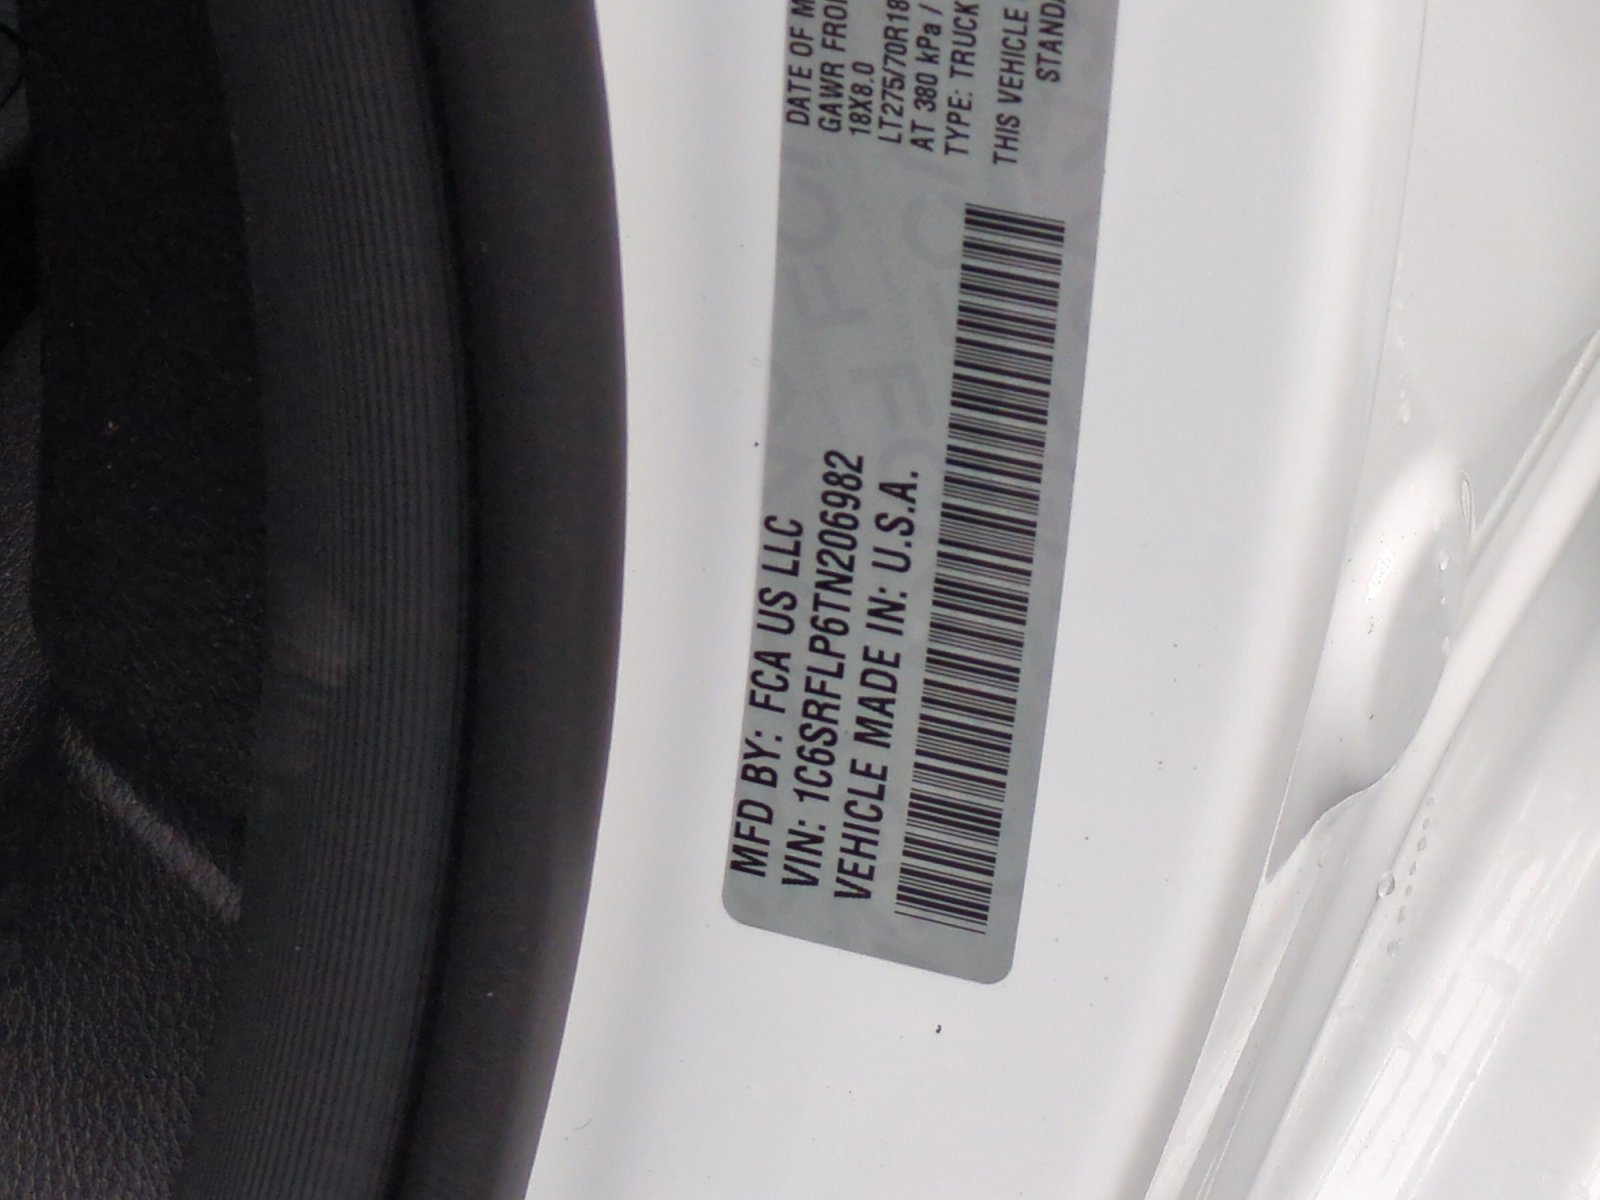 MFD BY: FCA US LLC
VIN: 1C6SRFLP6TN206982
VEHICLE MADE IN: U.S.A.
DATE OF M
GAWR FRO
18X8.0
LT275/70R18
AT 380 kPa /
TYPE: TRUCK
THIS VEHICLE
STANDA